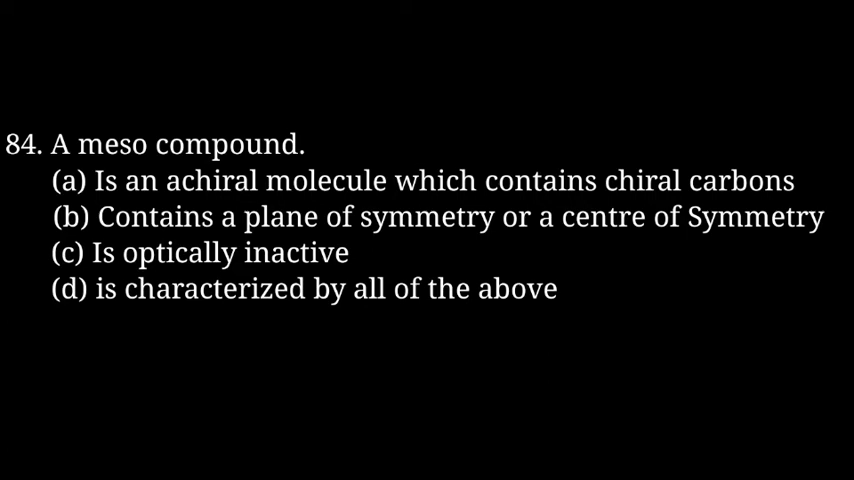 84. A meso compound.
(a) Is an achiral molecule which contains chiral carbons
(b) Contains a plane of symmetry or a centre of Symmetry
(c) Is optically inactive
(d) is characterized by all of the above